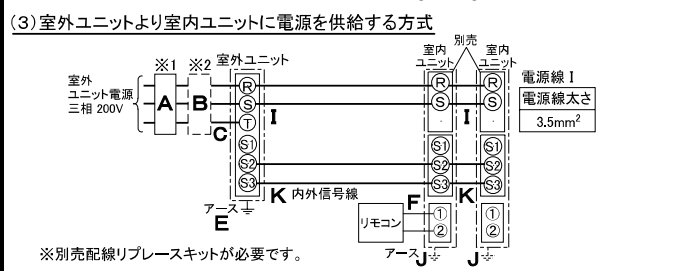 (3)室外ユニットより室内ユニットに電源を供給する方式
別売
※1 ※2 室外ユニット 室内ユニット 室内ユニット
室外ユニット電源 三相 200V
A B C
R S T S1 S2 S3
I
R S S1 S2 S3
I
R S S1 S2 S3
電源線 I
電源線太さ
3.5mm²
K 内外信号線 K
アース E
F
リモコン
① ②
① ②
アース J J
※別売配線リプレースキットが必要です。